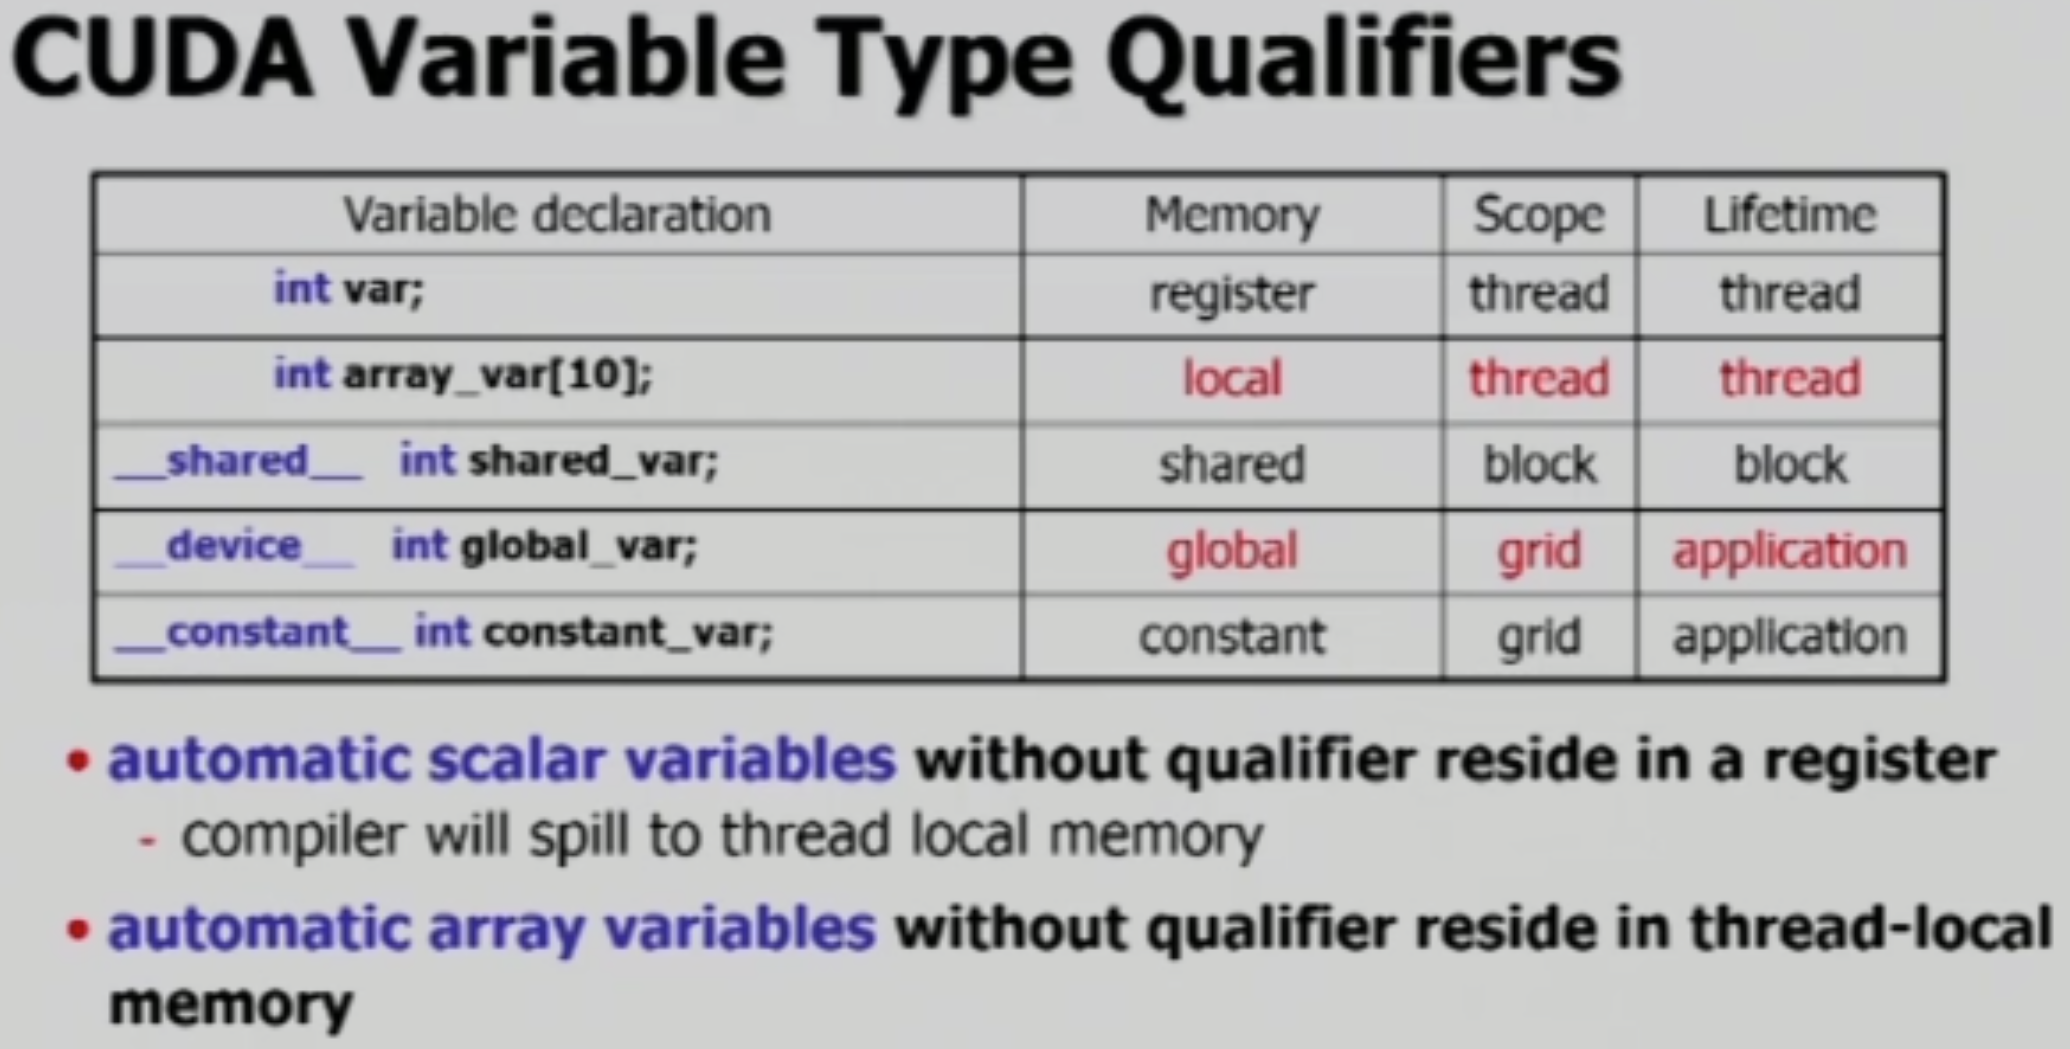 CUDA Variable Type Qualifiers
Variable declaration Memory Scope Lifetime
int var; register thread thread
int array_var[10]; local thread thread
__shared__ int shared_var; shared block block
__device__ int global_var; global grid application
__constant__ int constant_var; constant grid application
• automatic scalar variables without qualifier reside in a register
- compiler will spill to thread local memory
• automatic array variables without qualifier reside in thread-local
memory